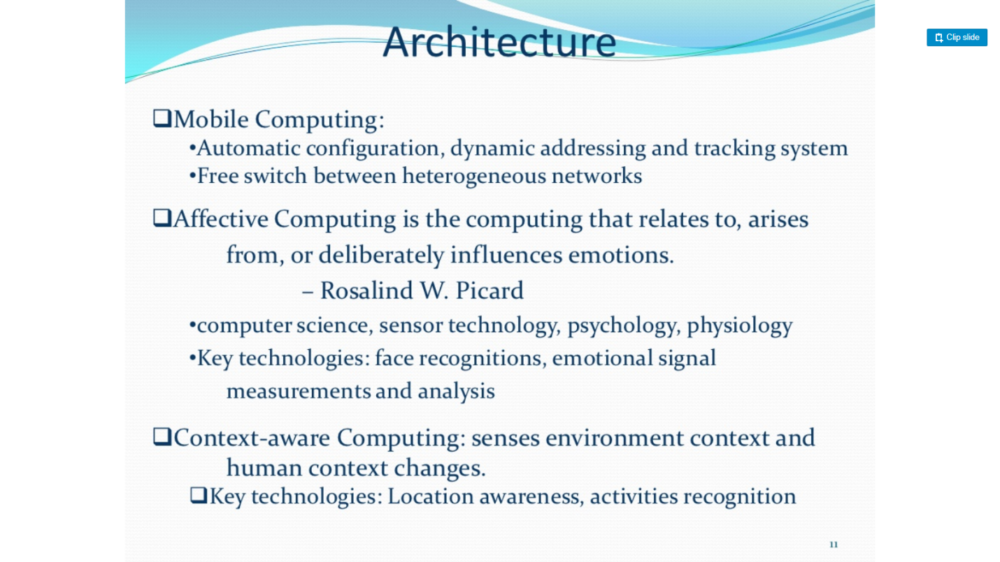 Architecture
Clip slide
❑Mobile Computing:
•Automatic configuration, dynamic addressing and tracking system
•Free switch between heterogeneous networks
❑Affective Computing is the computing that relates to, arises
from, or deliberately influences emotions.
– Rosalind W. Picard
•computer science, sensor technology, psychology, physiology
•Key technologies: face recognitions, emotional signal
measurements and analysis
❑Context-aware Computing: senses environment context and
human context changes.
❑Key technologies: Location awareness, activities recognition
11